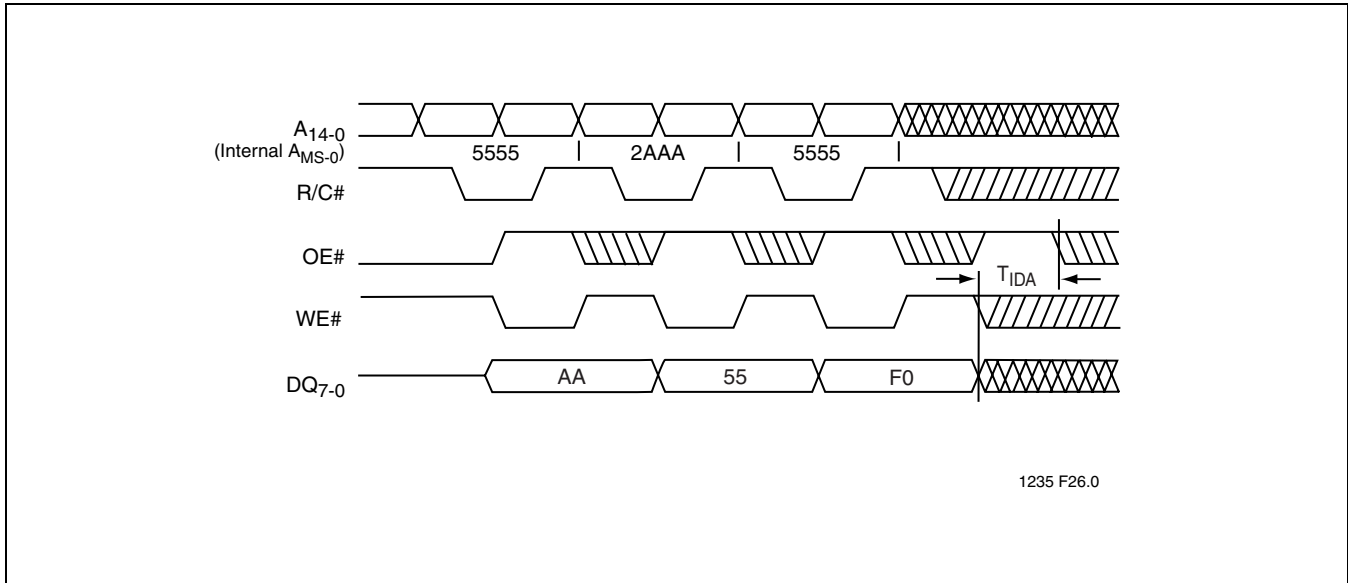 A14-0
(Internal AMS-0)
5555 | 2AAA | 5555 |
R/C#
OE#
TIDA
WE#
DQ7-0
AA 55 F0
1235 F26.0